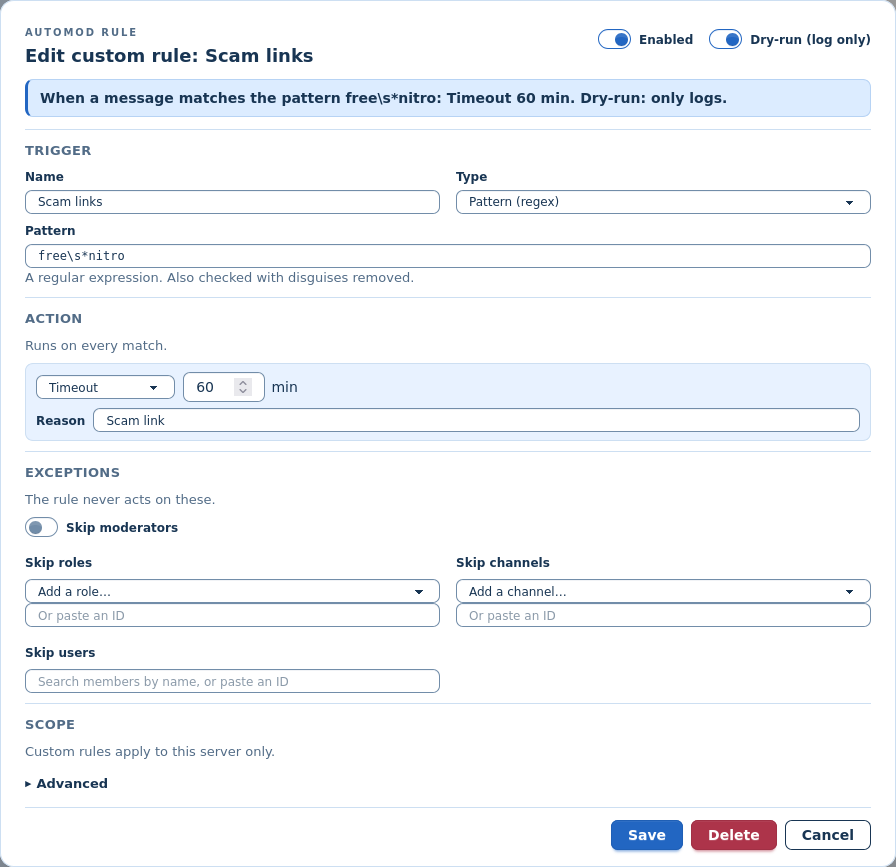 AUTOMOD RULE
Edit custom rule: Scam links
Enabled
Dry-run (log only)
When a message matches the pattern free\s*nitro: Timeout 60 min. Dry-run: only logs.
TRIGGER
Name
Type
Scam links
Pattern (regex)
Pattern
free\s*nitro
A regular expression. Also checked with disguises removed.
ACTION
Runs on every match.
Timeout
60
min
Reason
Scam link
EXCEPTIONS
The rule never acts on these.
Skip moderators
Skip roles
Skip channels
Add a role...
Add a channel...
Or paste an ID
Or paste an ID
Skip users
Search members by name, or paste an ID
SCOPE
Custom rules apply to this server only.
Advanced
Save
Delete
Cancel